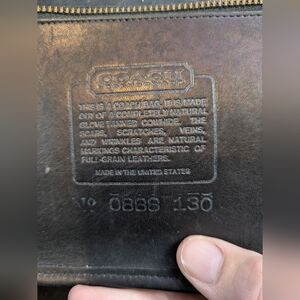 COACH
THIS IS A COACH BAG. IT IS MADE
OUT OF A COMPLETELY NATURAL
GLOVE TANNED COWHIDE. THE
SCARS, SCRATCHES, VEINS,
AND WRINKLES ARE NATURAL
MARKINGS CHARACTERISTIC OF
FULL-GRAIN LEATHERS.
MADE IN THE UNITED STATES
No 130